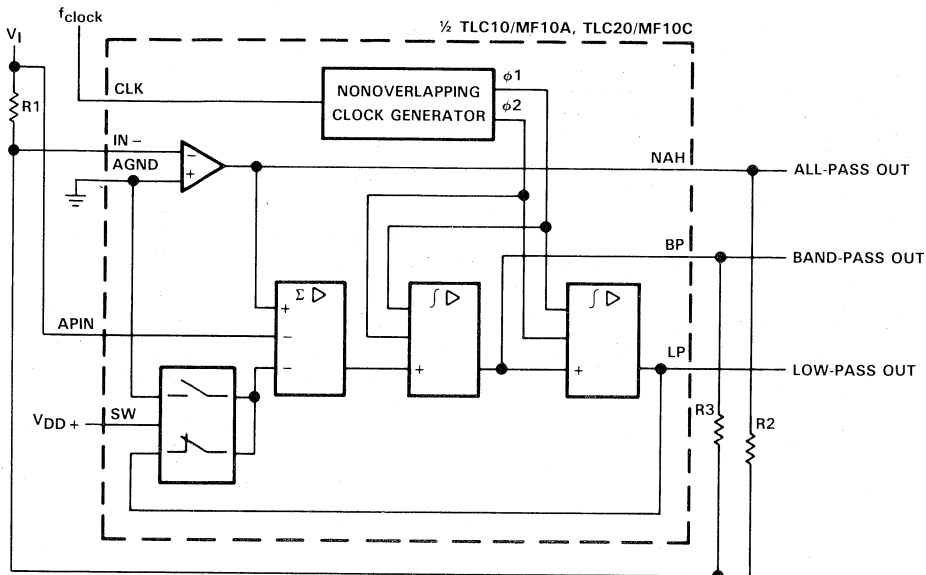 fclock
½ TLC10/MF10A, TLC20/MF10C
VI
CLK
NONOVERLAPPING
CLOCK GENERATOR
ϕ1
ϕ2
R1
IN −
AGND
−
+
NAH
ALL-PASS OUT
BP
BAND-PASS OUT
Σ ▷
∫ ▷
∫ ▷
+
APIN
−
−
+
+
LP
LOW-PASS OUT
VDD +
SW
R3
R2